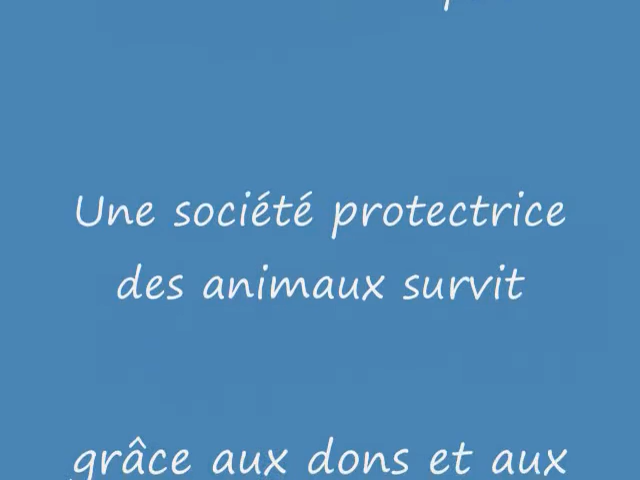 Une société protectrice
des animaux survit
grâce aux dons et aux